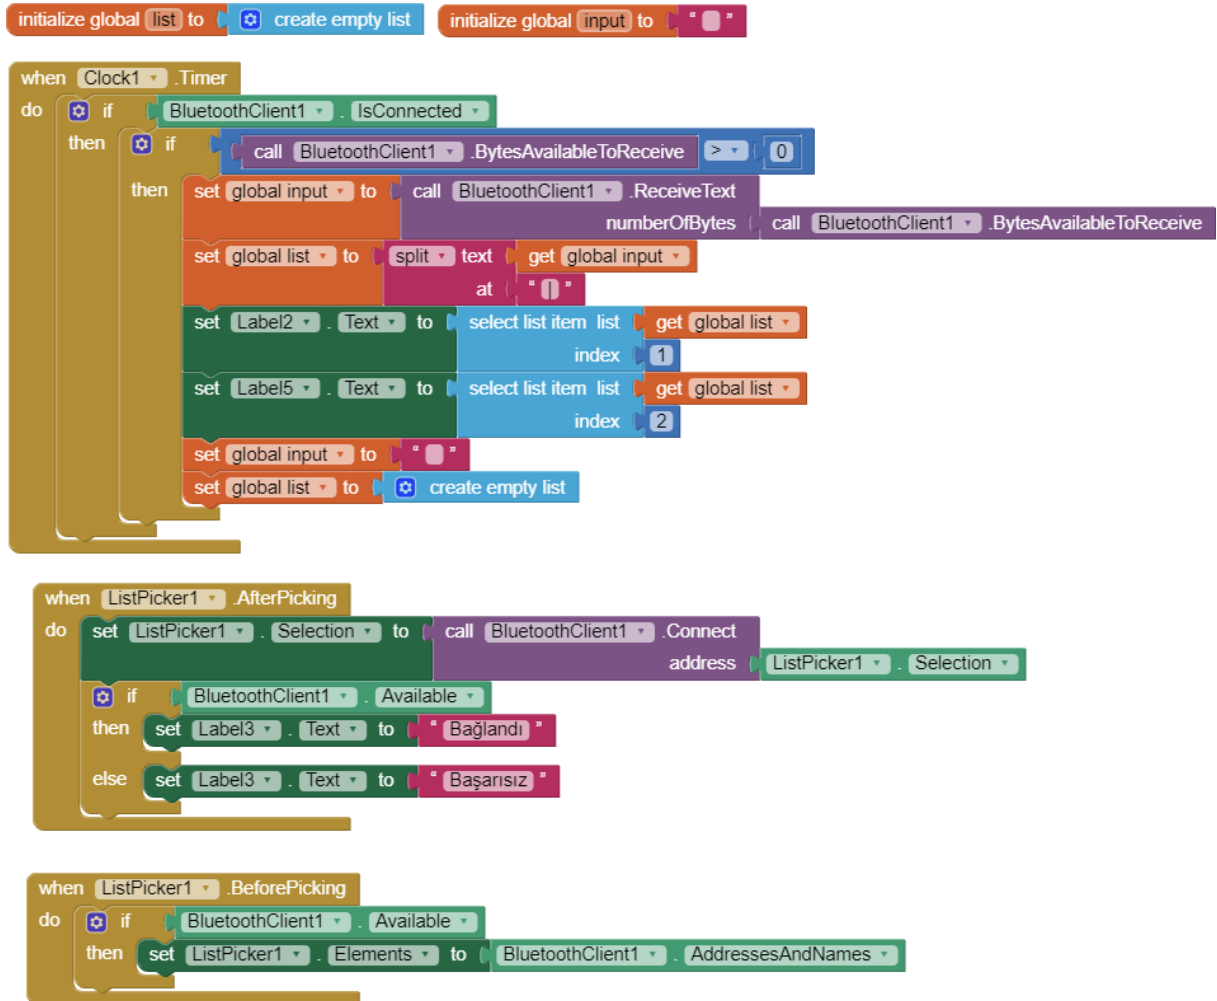 initialize global list to create empty list initialize global input to " "
when Clock1 .Timer
do if BluetoothClient1 . IsConnected
then if call BluetoothClient1 .BytesAvailableToReceive > 0
then set global input to call BluetoothClient1 .ReceiveText
numberOfBytes call BluetoothClient1 .BytesAvailableToReceive
set global list to split text get global input
at " | "
set Label2 . Text to select list item list get global list
index 1
set Label5 . Text to select list item list get global list
index 2
set global input to " "
set global list to create empty list
when ListPicker1 .AfterPicking
do set ListPicker1 . Selection to call BluetoothClient1 .Connect
address ListPicker1 . Selection
if BluetoothClient1 . Available
then set Label3 . Text to " Bağlandı "
else set Label3 . Text to " Başarısız "
when ListPicker1 .BeforePicking
do if BluetoothClient1 . Available
then set ListPicker1 . Elements to BluetoothClient1 . AddressesAndNames